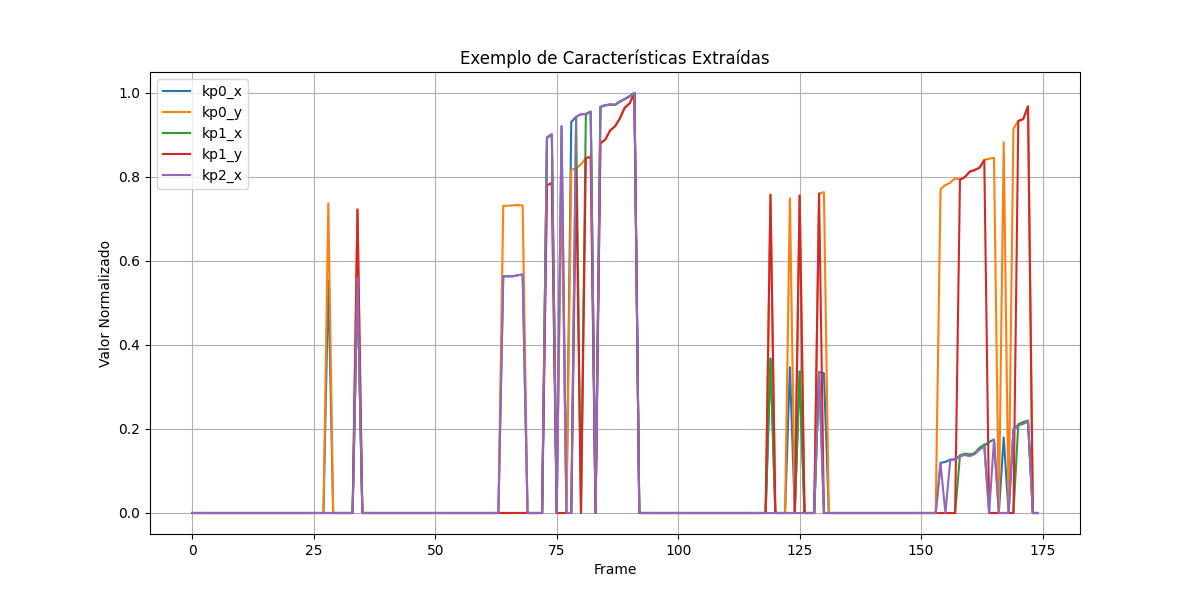 Exemplo de Características Extraídas
kp0_x
kp0_y
kp1_x
kp1_y
kp2_x
Valor Normalizado
1.0
0.8
0.6
0.4
0.2
0.0
0 25 50 75 100 125 150 175
Frame